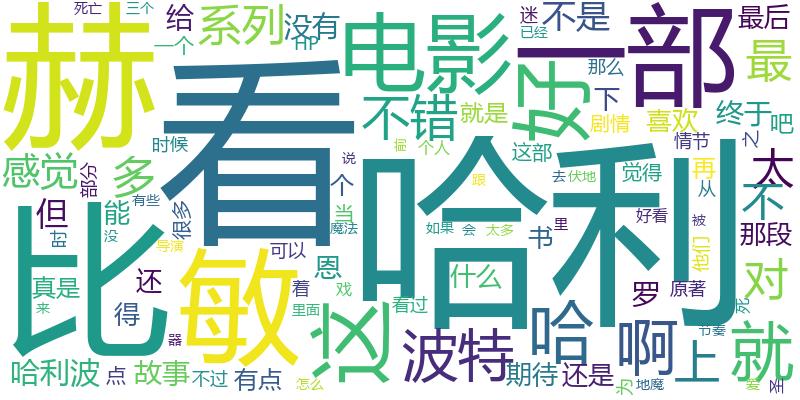 死亡
三个
给
系列
没有
迷
不是
最后
赫
一个
HP
电影
已经
好
一部
最
那么
看
不错
下
终于
吧
时候
就是
剧情
喜欢
情节
之
感觉
多
部分
说
能
个人
这部
去
伏地
觉得
再
太
从
不
但
有些
个
当
跟
好看
被
那段
时
没
很多
魔法
如果
会
太多
书
里
他们
比
敏
导演
可以
恩
哈利
什么
对
真是
还
着
戏
罗
原著
来
得
里面
这
看过
死
器
波特
哈
啊
上
节奏
就
哈利波
点
故事
不过
有点
怎么
期待
还是
为
地魔
爱
圣